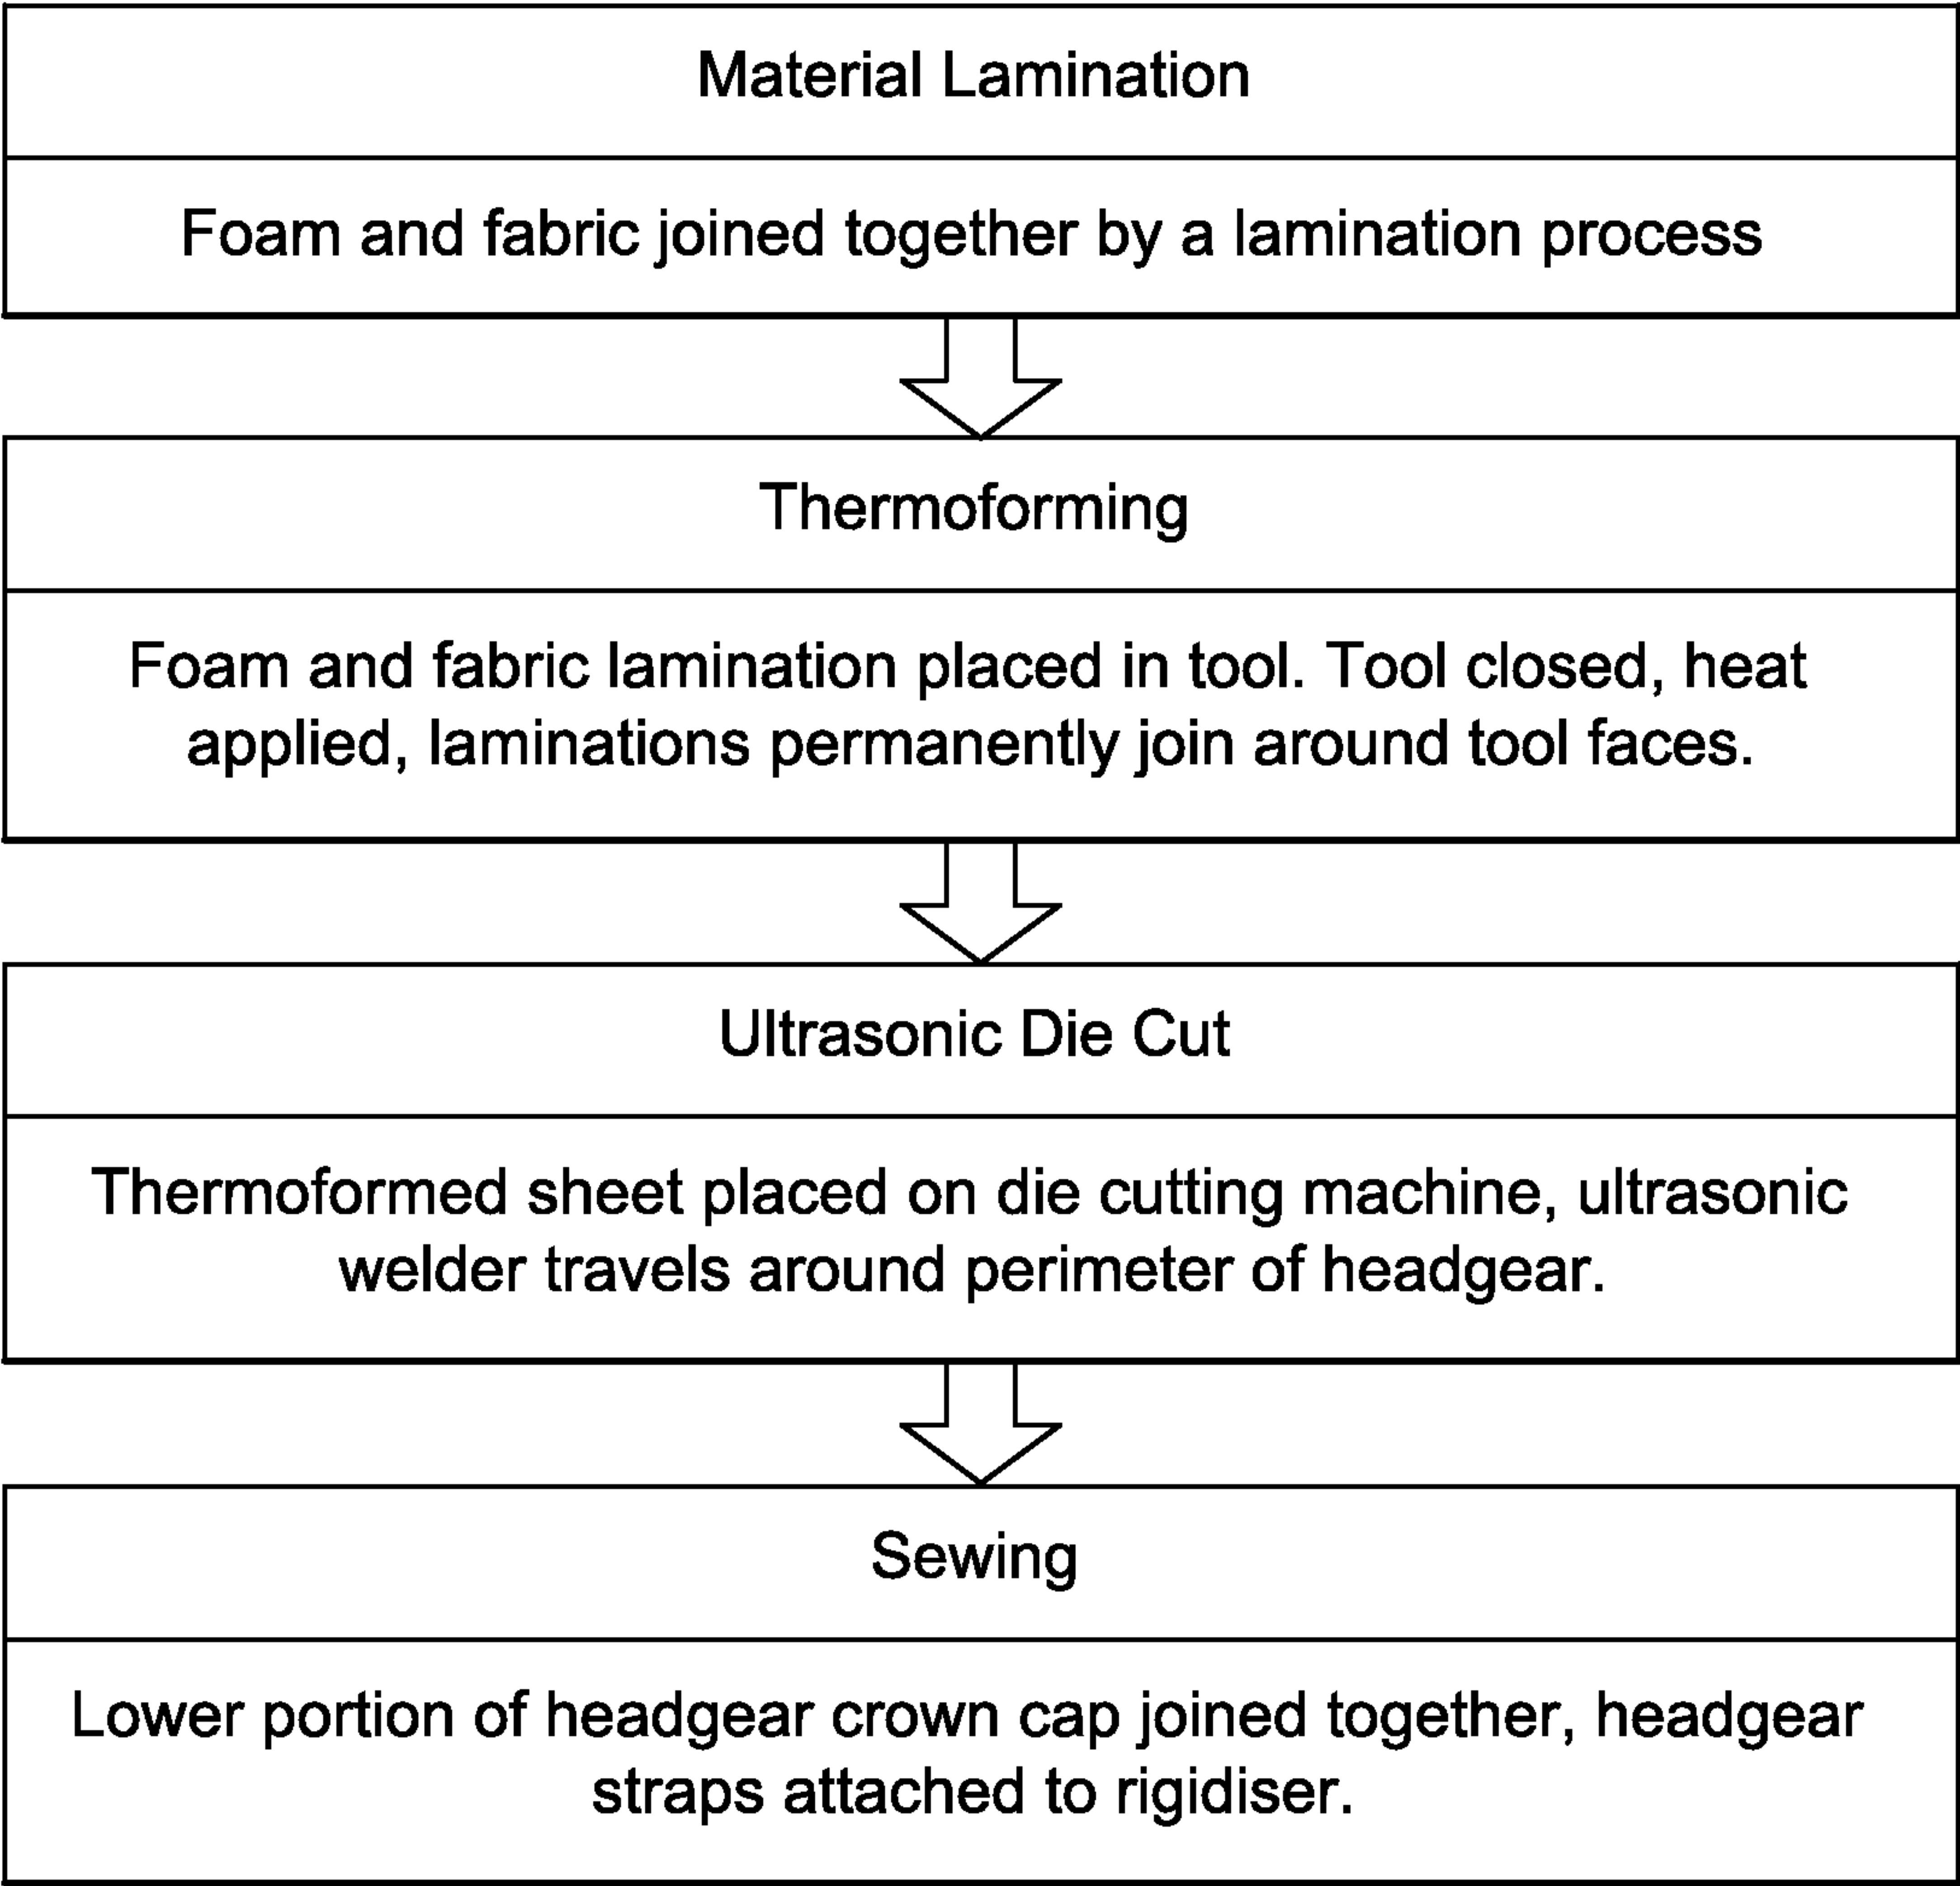 Material Lamination
Foam and fabric joined together by a lamination process
Thermoforming
Foam and fabric lamination placed in tool. Tool closed, heat
applied, laminations permanently join around tool faces.
Ultrasonic Die Cut
Thermoformed sheet placed on die cutting machine, ultrasonic
welder travels around perimeter of headgear.
Sewing
Lower portion of headgear crown cap joined together, headgear
straps attached to rigidiser.